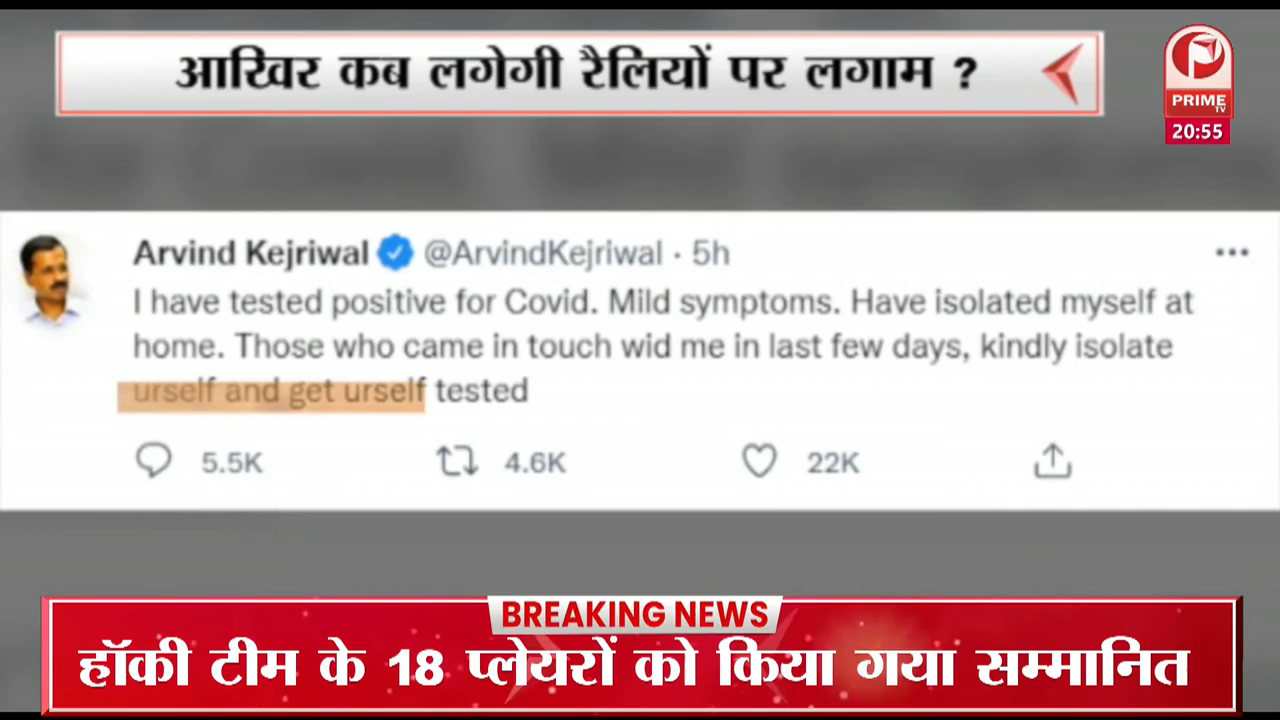 आखिर कब लगेगी रैलियों पर लगाम ?
PRIME
TV
20:55
Arvind Kejriwal @ArvindKejriwal · 5h
I have tested positive for Covid. Mild symptoms. Have isolated myself at
home. Those who came in touch wid me in last few days, kindly isolate
urself and get urself tested
5.5K 4.6K 22K
BREAKING NEWS
हॉकी टीम के 18 प्लेयरों को किया गया सम्मानित